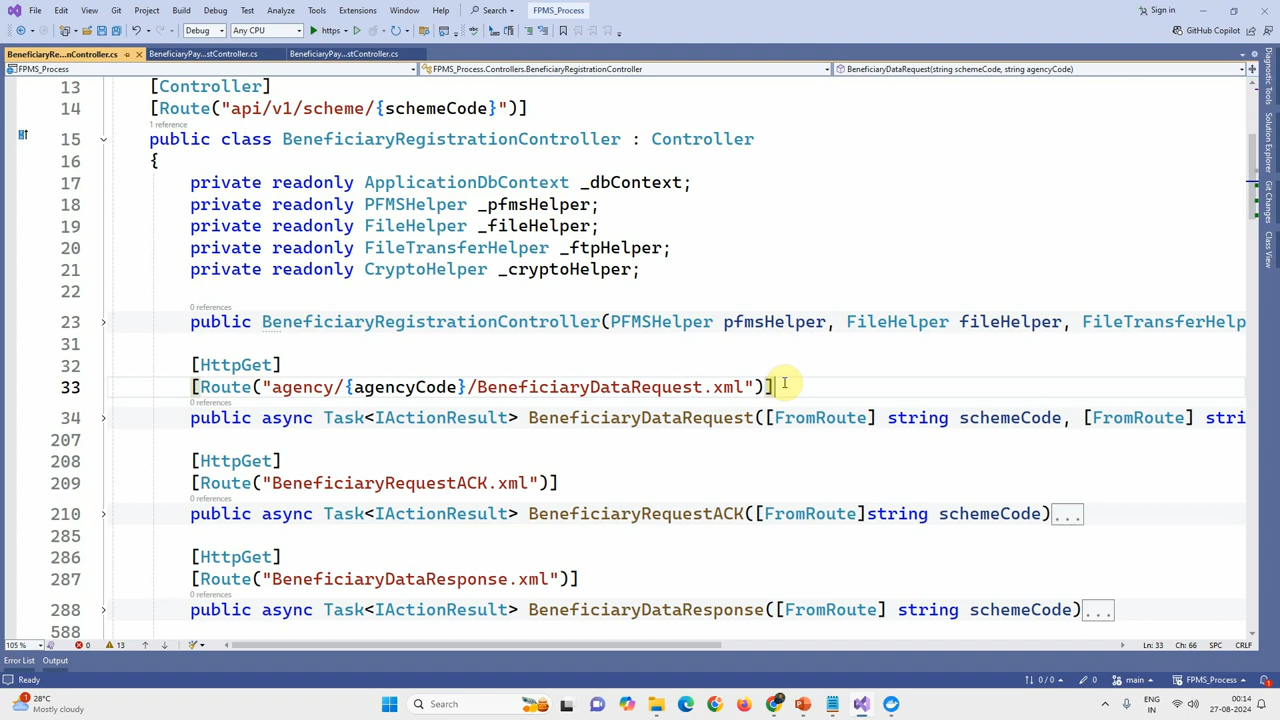 File Edit View Git Project Build Debug Test Analyze Tools Extensions Window Help Search FPMS_Process Sign in
Debug Any CPU https GitHub Copilot
BeneficiaryRe...nController.cs BeneficiaryPay...stController.cs BeneficiaryPay...stController.cs
FPMS_Process FPMS_Process.Controllers.BeneficiaryRegistrationController BeneficiaryDataRequest(string schemeCode, string agencyCode)
13 [Controller]
14 [Route("api/v1/scheme/{schemeCode}")]
1 reference
15 public class BeneficiaryRegistrationController : Controller
16 {
17 private readonly ApplicationDbContext _dbContext;
18 private readonly PFMSHelper _pfmsHelper;
19 private readonly FileHelper _fileHelper;
20 private readonly FileTransferHelper _ftpHelper;
21 private readonly CryptoHelper _cryptoHelper;
22
0 references
23 public BeneficiaryRegistrationController(PFMSHelper pfmsHelper, FileHelper fileHelper, FileTransferHelp
31
32 [HttpGet]
33 [Route("agency/{agencyCode}/BeneficiaryDataRequest.xml")]
0 references
34 public async Task<IActionResult> BeneficiaryDataRequest([FromRoute] string schemeCode, [FromRoute] stri
207
208 [HttpGet]
209 [Route("BeneficiaryRequestACK.xml")]
0 references
210 public async Task<IActionResult> BeneficiaryRequestACK([FromRoute]string schemeCode)...
285
286 [HttpGet]
287 [Route("BeneficiaryDataResponse.xml")]
0 references
288 public async Task<IActionResult> BeneficiaryDataResponse([FromRoute] string schemeCode)...
588
105 % 0 13 Ln: 33 Ch: 66 SPC CRLF
Error List Output
Ready 0 / 0 0 main FPMS_Process
28°C
Mostly cloudy
Search
ENG
IN
00:14
27-08-2024
Diagnostic Tools
Solution Explorer
Git Changes
Class View